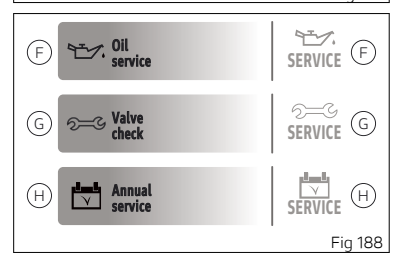 F
Oil
service
SERVICE
F
G
Valve
check
SERVICE
G
H
Annual
service
SERVICE
H
Fig 188